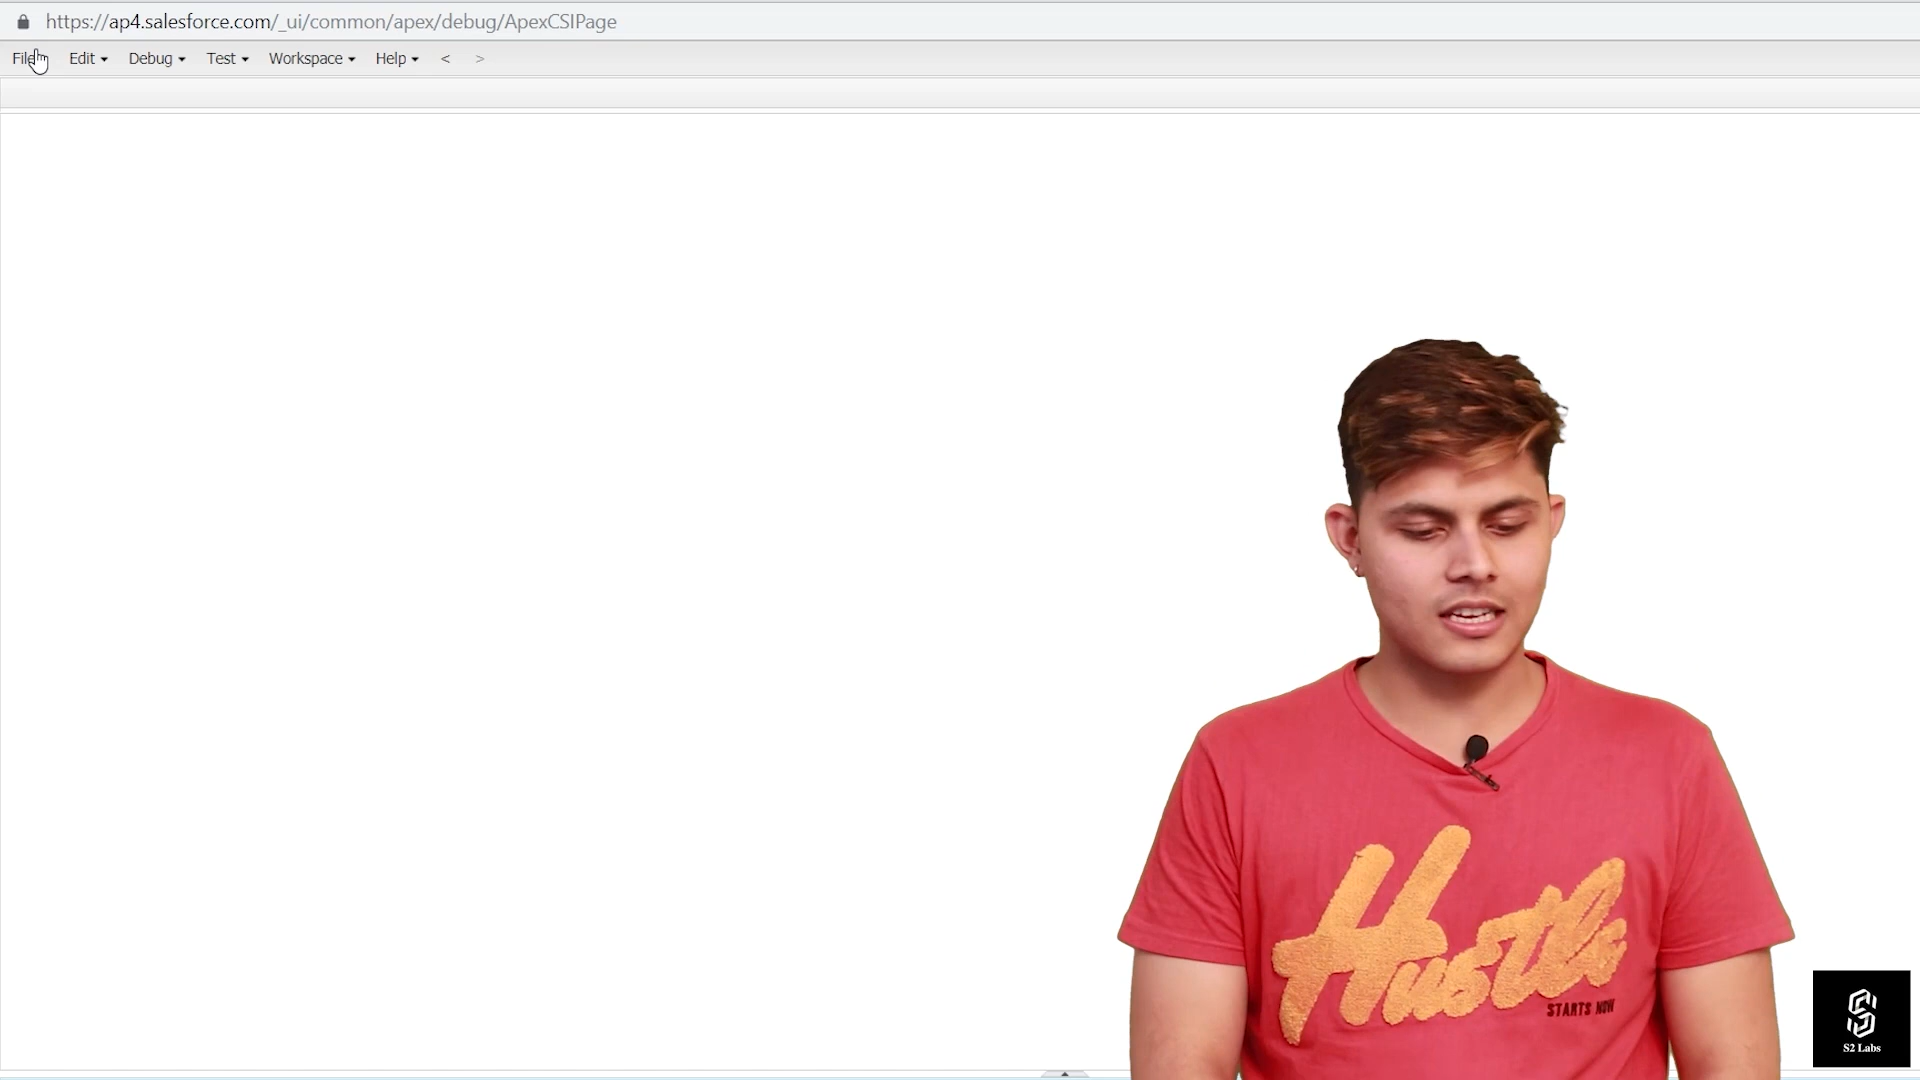 https://ap4.salesforce.com/_ui/common/apex/debug/ApexCSIPage
File Edit Debug Test Workspace Help < >
Hustle
STARTS NOW
S2 Labs